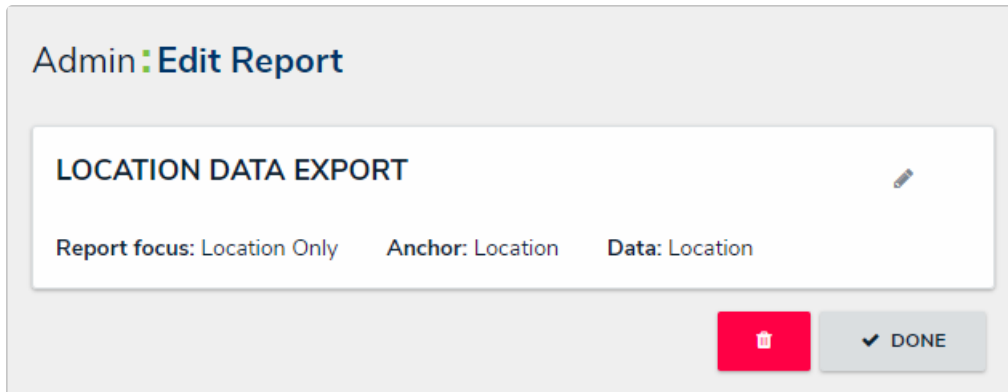 Admin:Edit Report
LOCATION DATA EXPORT
Report focus: Location Only Anchor: Location Data: Location
DONE